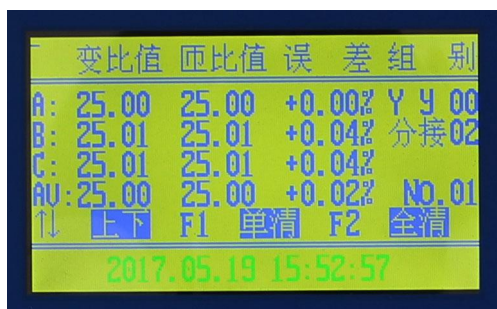 变比值 匝比值 误 差 组 别
A: 25.00 25.00 +0.00% Y y 00
B: 25.01 25.01 +0.04% 分接02
C: 25.01 25.01 +0.04%
AV:25.00 25.00 +0.02% NO.01
↑↓ 上下 F1 单清 F2 全清
2017.05.19 15:52:57